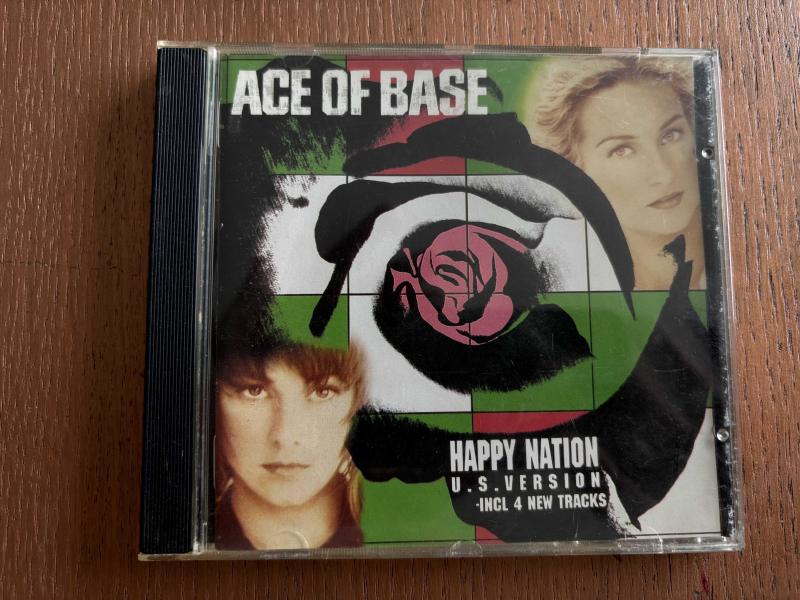 ACE OF BASE
HAPPY NATION
U.S.VERSION
-INCL 4 NEW TRACKS